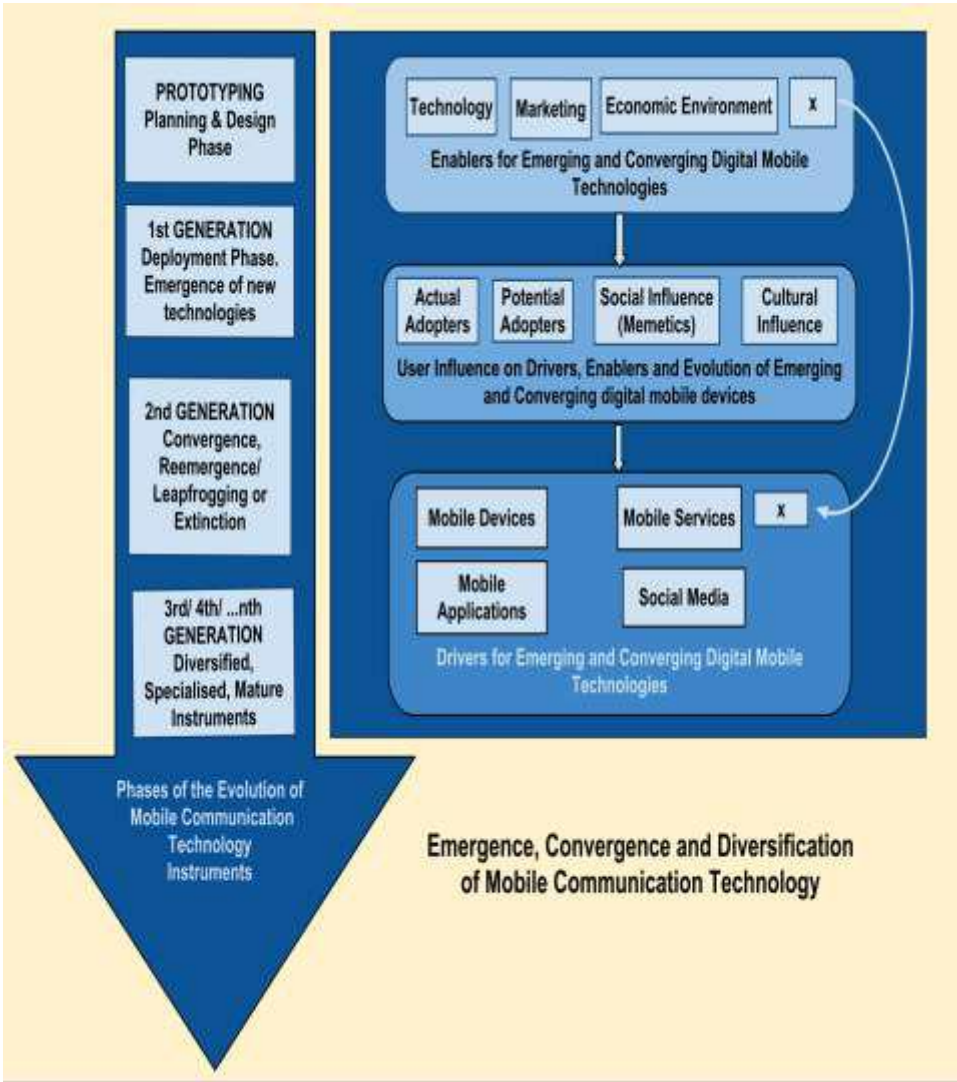 PROTOTYPING
Planning & Design
Phase
1st GENERATION
Deployment Phase.
Emergence of new
technologies
2nd GENERATION
Convergence,
Reemergence/
Leapfrogging or
Extinction
3rd/ 4th/ ...nth
GENERATION
Diversified,
Specialised, Mature
Instruments
Phases of the Evolution of
Mobile Communication
Technology
Instruments
Technology
Marketing
Economic Environment
x
Enablers for Emerging and Converging Digital Mobile
Technologies
Actual
Adopters
Potential
Adopters
Social Influence
(Memetics)
Cultural
Influence
User Influence on Drivers, Enablers and Evolution of Emerging
and Converging digital mobile devices
Mobile Devices
Mobile Services
x
Mobile
Applications
Social Media
Drivers for Emerging and Converging Digital Mobile
Technologies
Emergence, Convergence and Diversification
of Mobile Communication Technology